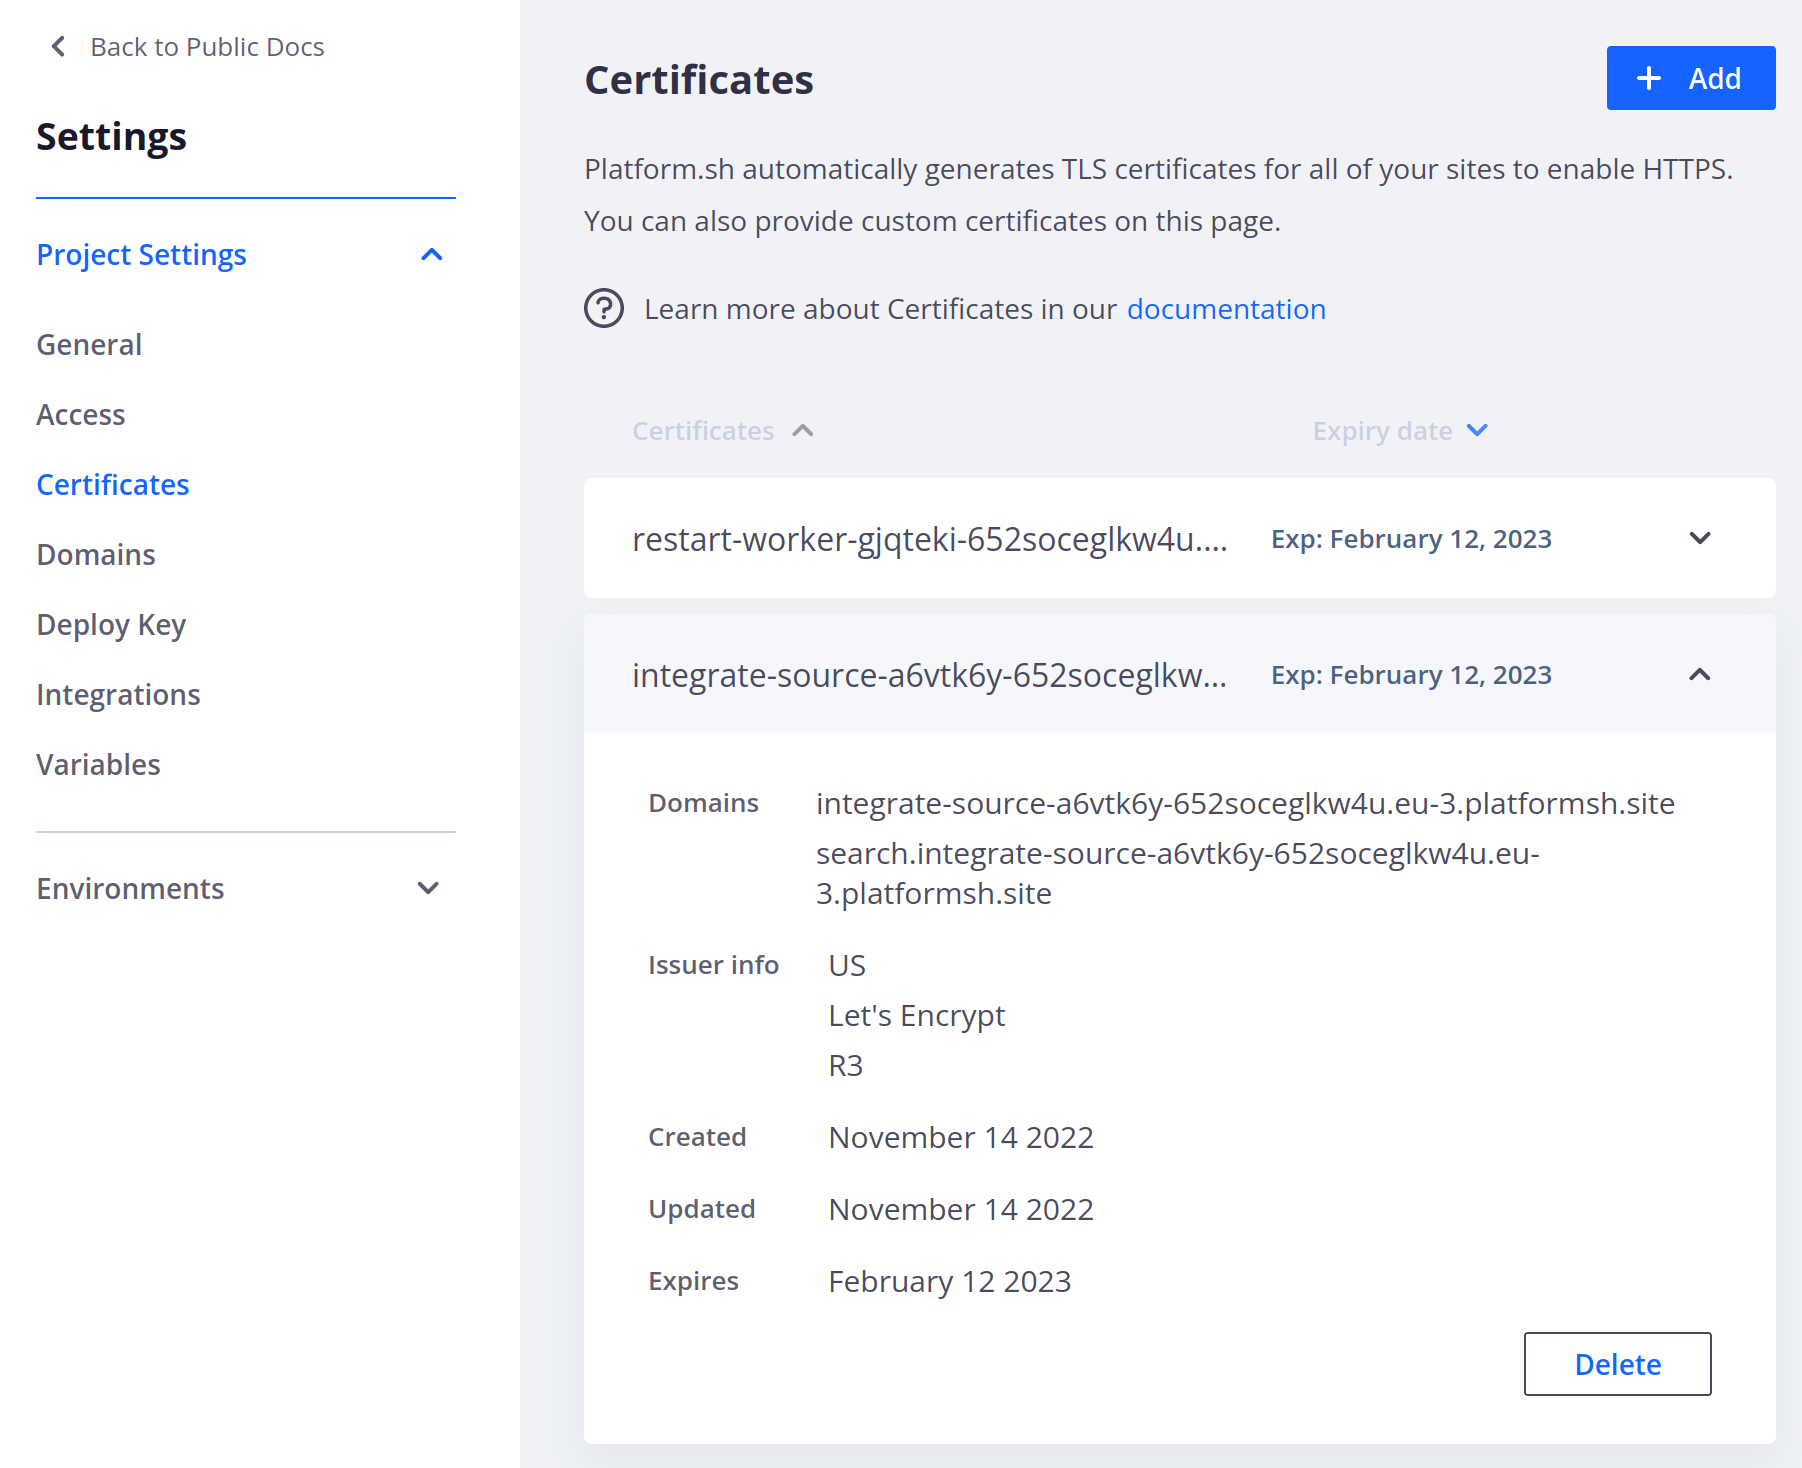 Back to Public Docs
Settings
Project Settings
General
Access
Certificates
Domains
Deploy Key
Integrations
Variables
Environments
Certificates
+ Add
Platform.sh automatically generates TLS certificates for all of your sites to enable HTTPS.
You can also provide custom certificates on this page.
? Learn more about Certificates in our documentation
Certificates Expiry date
restart-worker-gjqteki-652soceglkw4u.... Exp: February 12, 2023
integrate-source-a6vtk6y-652soceglkw... Exp: February 12, 2023
Domains integrate-source-a6vtk6y-652soceglkw4u.eu-3.platformsh.site
search.integrate-source-a6vtk6y-652soceglkw4u.eu-
3.platformsh.site
Issuer info US
Let's Encrypt
R3
Created November 14 2022
Updated November 14 2022
Expires February 12 2023
Delete